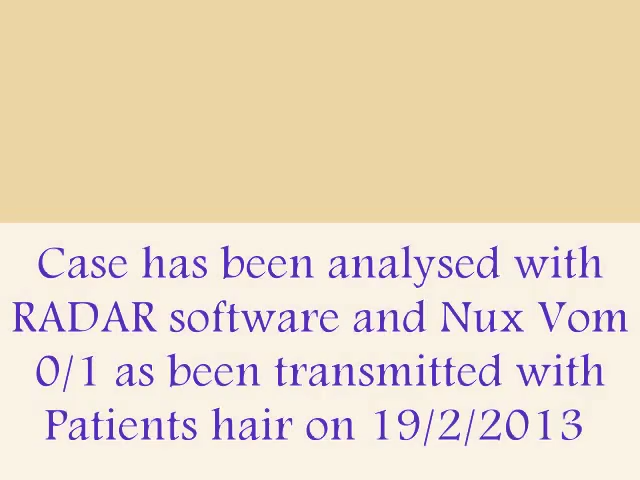 Case has been analysed with
RADAR software and Nux Vom
0/1 as been transmitted with
Patients hair on 19/2/2013